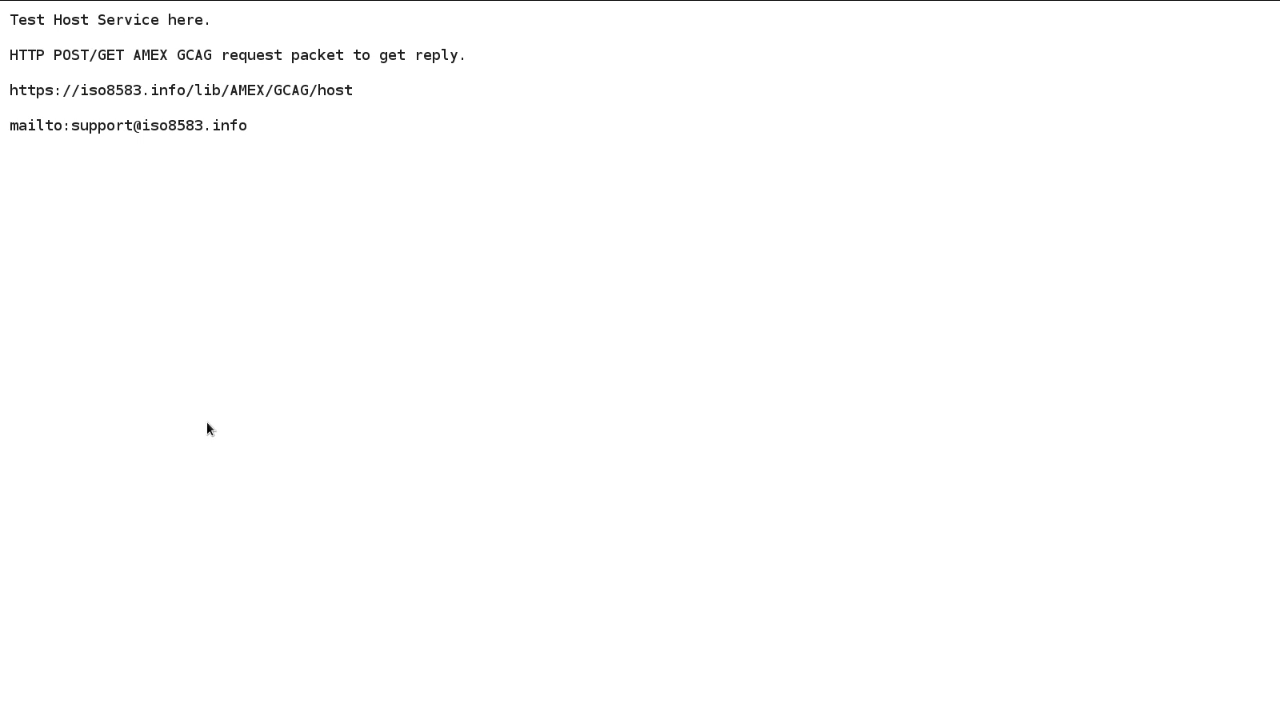 Test Host Service here.
HTTP POST/GET AMEX GCAG request packet to get reply.
https://iso8583.info/lib/AMEX/GCAG/host
mailto:support@iso8583.info